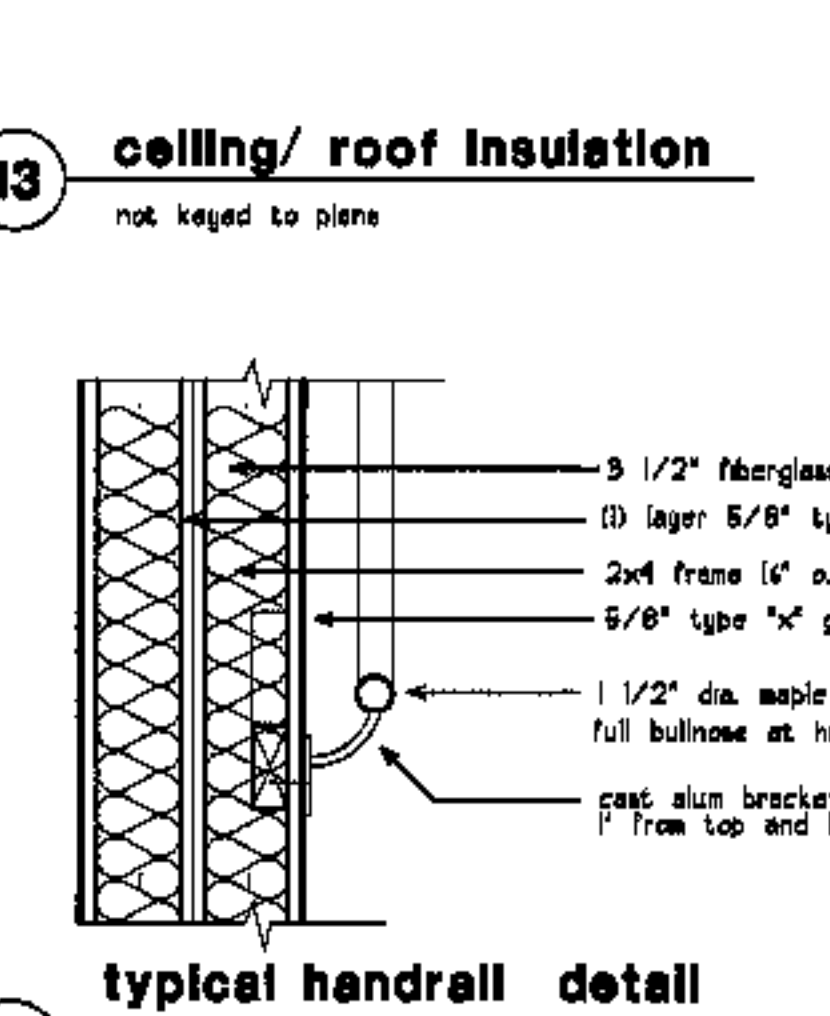 13
ceiling/ roof insulation
not keyed to plans
3 1/2" fiberglass
(1) layer 5/8" ty
2x4 frame 16" o.
5/8" type "x" g
1 1/2" dia. maple
full bullnose at h
cast alum bracket
1' from top and
typical handrail detail